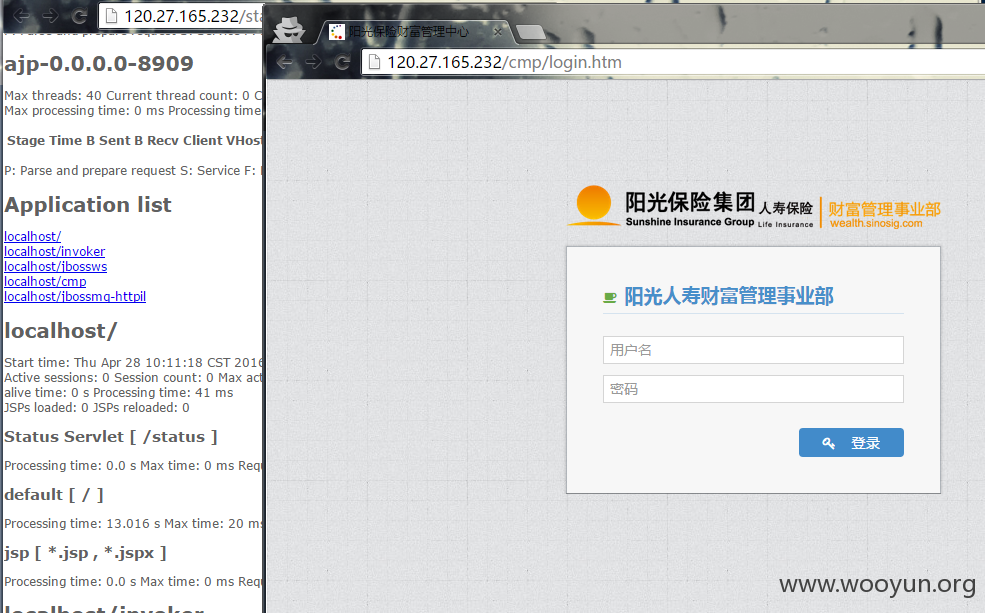 120.27.165.232/sta
ajp-0.0.0.0-8909
Max threads: 40 Current thread count: 0 C
Max processing time: 0 ms Processing time
Stage Time B Sent B Recv Client VHost
P: Parse and prepare request S: Service F:
Application list
localhost/
localhost/invoker
localhost/jbossws
localhost/cmp
localhost/jbossmq-httpil
localhost/
Start time: Thu Apr 28 10:11:18 CST 2016
Active sessions: 0 Session count: 0 Max act
alive time: 0 s Processing time: 41 ms
JSPs loaded: 0 JSPs reloaded: 0
Status Servlet [ /status ]
Processing time: 0.0 s Max time: 0 ms Requ
default [ / ]
Processing time: 13.016 s Max time: 20 ms
jsp [ *.jsp , *.jspx ]
Processing time: 0.0 s Max time: 0 ms Requ
localhost/invoker
阳光保险财富管理中心
120.27.165.232/cmp/login.htm
阳光保险集团 人寿保险 财富管理事业部
Sunshine Insurance Group Life Insurance wealth.sinosig.com
阳光人寿财富管理事业部
用户名
密码
登录
www.wooyun.org